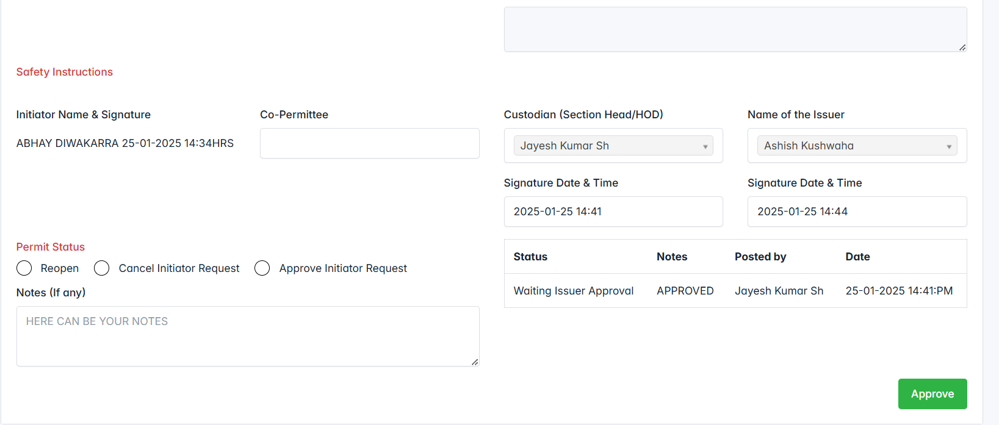 Safety Instructions
Initiator Name & Signature
ABHAY DIWAKARRA 25-01-2025 14:34HRS
Co-Permittee
Custodian (Section Head/HOD)
Jayesh Kumar Sh
Name of the Issuer
Ashish Kushwaha
Signature Date & Time
2025-01-25 14:41
Signature Date & Time
2025-01-25 14:44
Permit Status
Reopen Cancel Initiator Request Approve Initiator Request
Notes (If any)
HERE CAN BE YOUR NOTES
Status Notes Posted by Date
Waiting Issuer Approval APPROVED Jayesh Kumar Sh 25-01-2025 14:41:PM
Approve